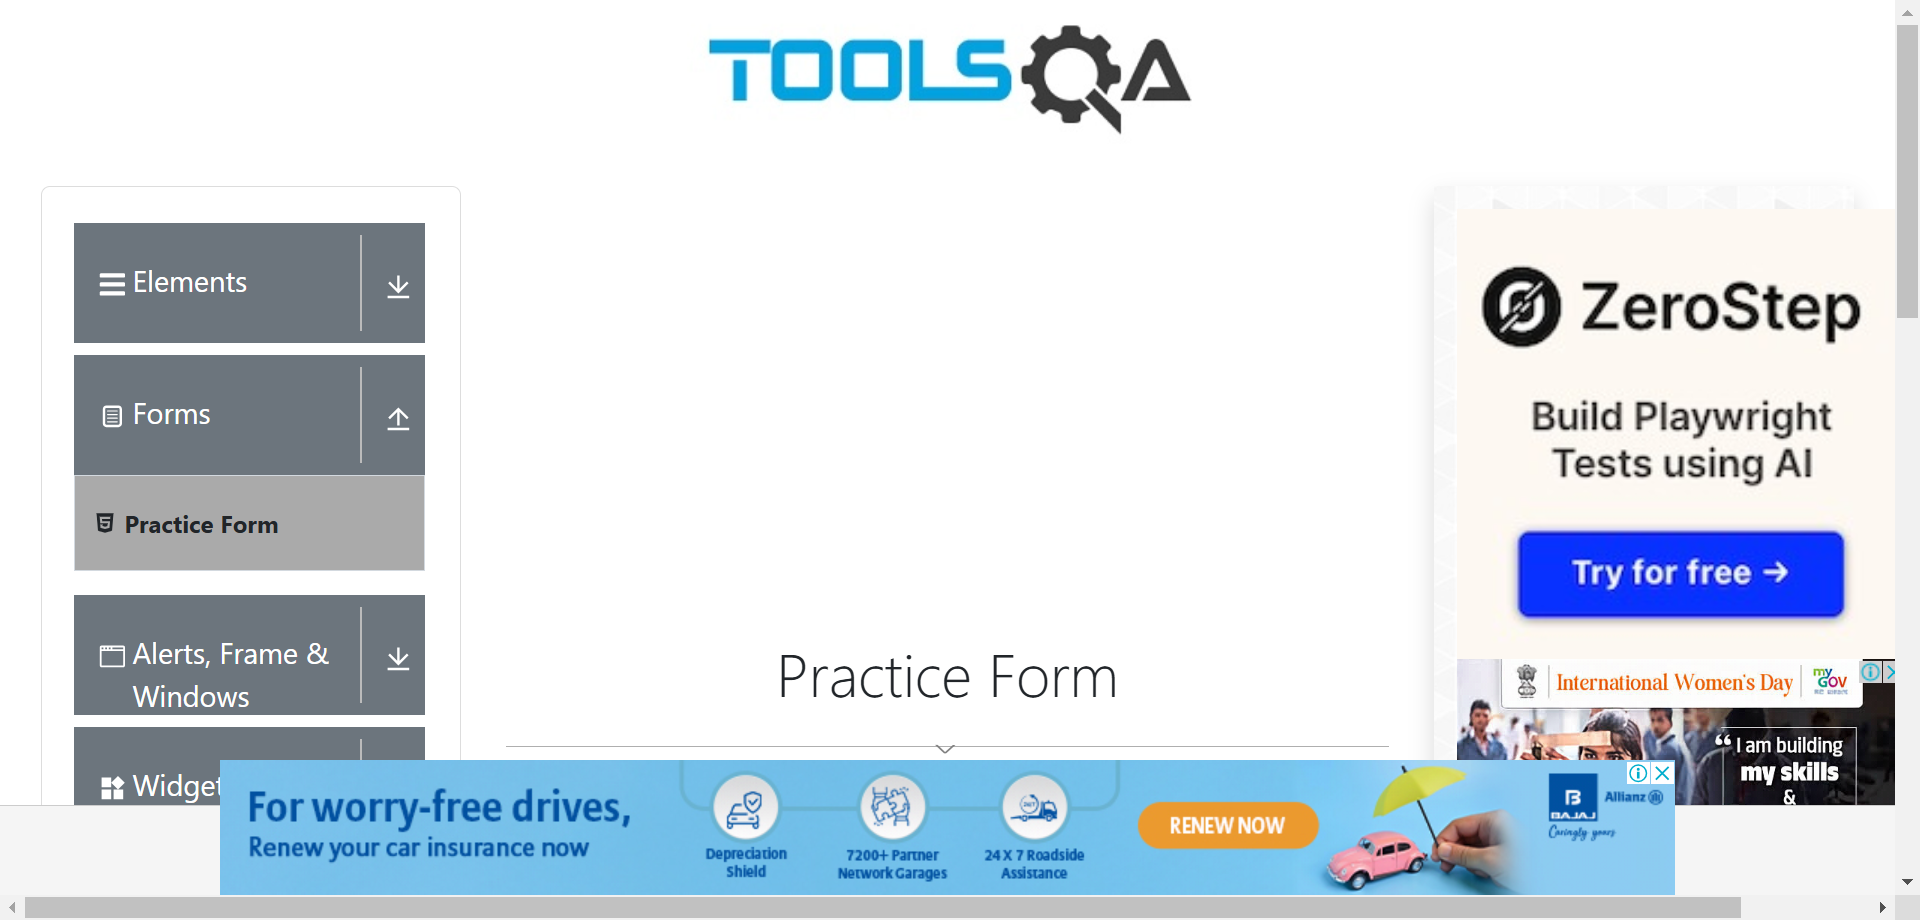 TOOLSQA
Elements
Forms
Practice Form
Alerts, Frame &
Windows
Widget
Practice Form
ZeroStep
Build Playwright
Tests using AI
Try for free →
International Women's Day
my
GOV
“ I am building
my skills
&
For worry-free drives,
Renew your car insurance now
Depreciation
Shield
7200+ Partner
Network Garages
24 X 7 Roadside
Assistance
RENEW NOW
B
BAJAJ
Allianz
Caringly yours